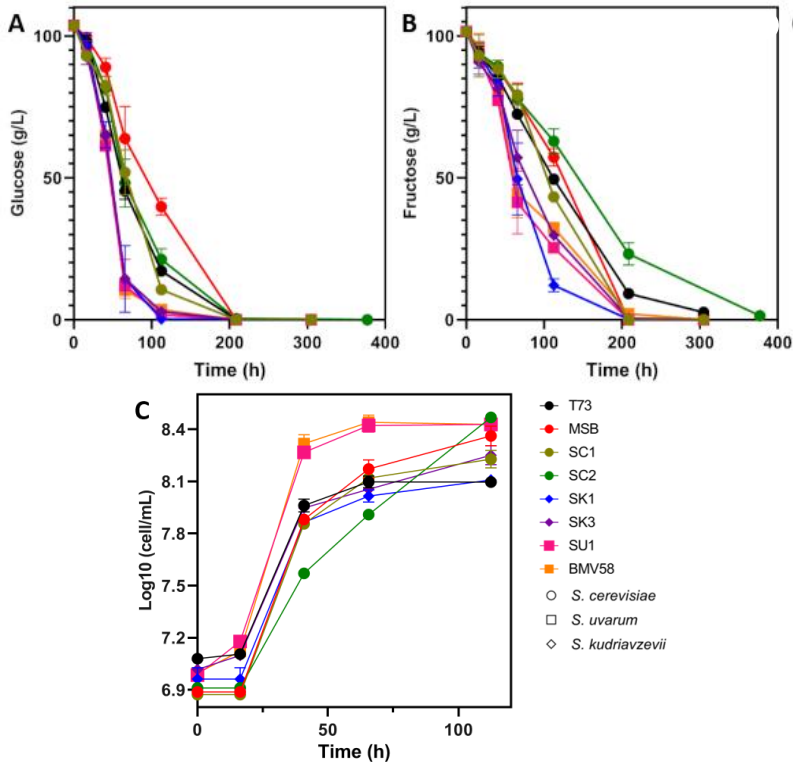 A
100
50
0
Glucose (g/L)
0
100
200
300
400
Time (h)
B
100
50
0
Fructose (g/L)
0
100
200
300
400
Time (h)
C
8.4
8.1
7.8
7.5
7.2
6.9
Log10 (cell/mL)
0
50
100
Time (h)
T73
MSB
SC1
SC2
SK1
SK3
SU1
BMV58
S. cerevisiae
S. uvarum
S. kudriavzevii